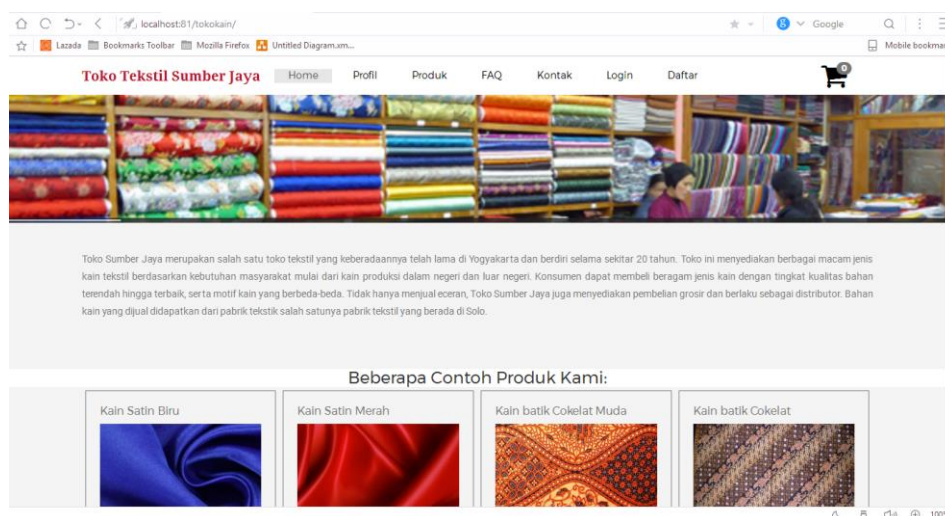 localhost:81/tokokain/
8
Google
Lazada
Bookmarks Toolbar
Mozilla Firefox
Untitled Diagram.xm...
Mobile bookmar
Toko Tekstil Sumber Jaya
Home
Profil
Produk
FAQ
Kontak
Login
Daftar
0
Toko Sumber Jaya merupakan salah satu toko tekstil yang keberadaannya telah lama di Yogyakarta dan berdiri selama sekitar 20 tahun. Toko ini menyediakan berbagai macam jenis
kain tekstil berdasarkan kebutuhan masyarakat mulai dari kain produksi dalam negeri dan luar negeri. Konsumen dapat membeli beragam jenis kain dengan tingkat kualitas bahan
terendah hingga terbaik, serta motif kain yang berbeda-beda. Tidak hanya menjual eceran, Toko Sumber Jaya juga menyediakan pembelian grosir dan berlaku sebagai distributor. Bahan
kain yang dijual didapatkan dari pabrik tekstik salah satunya pabrik tekstil yang berada di Solo.
Beberapa Contoh Produk Kami:
Kain Satin Biru
Kain Satin Merah
Kain batik Cokelat Muda
Kain batik Cokelat